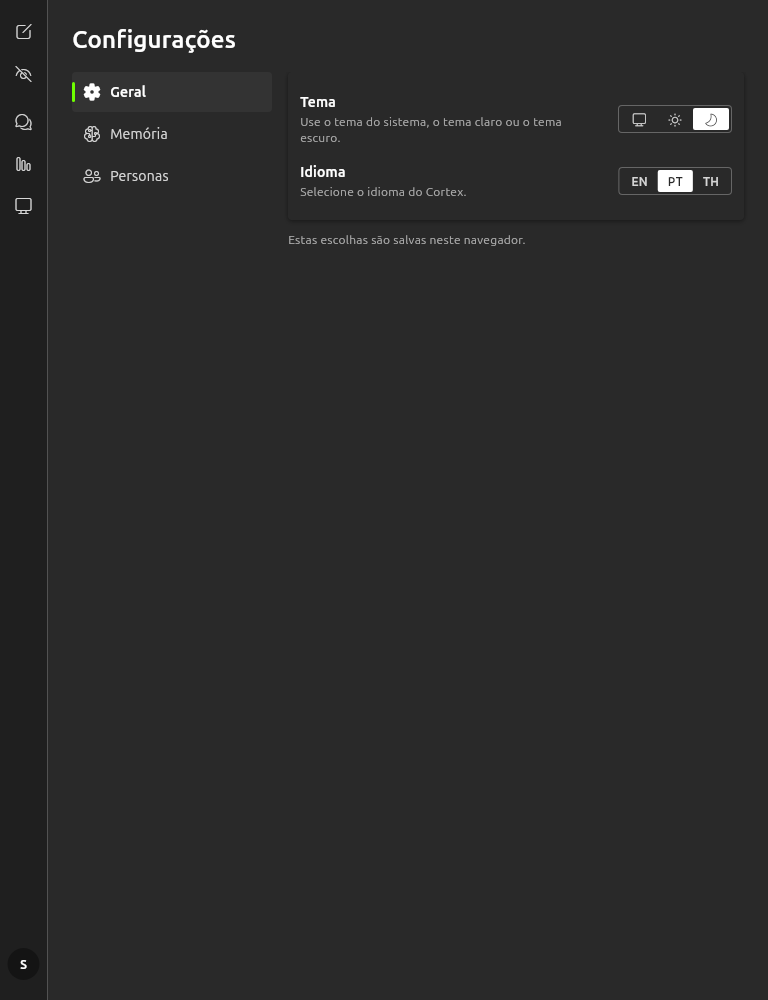 Configurações
Geral
Memória
Personas
Tema
Use o tema do sistema, o tema claro ou o tema
escuro.
Idioma
Selecione o idioma do Cortex.
EN PT TH
Estas escolhas são salvas neste navegador.
S